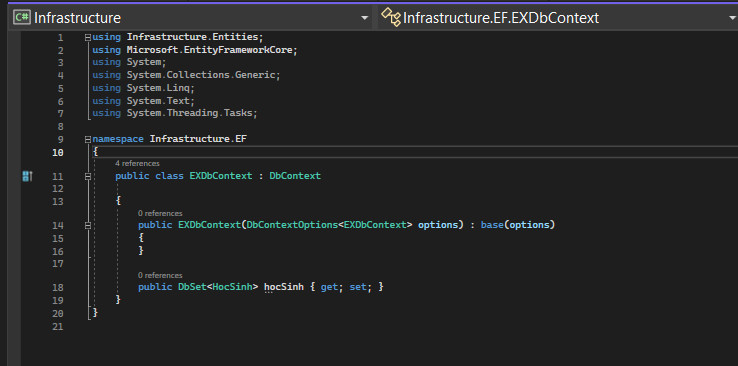 C# Infrastructure
Infrastructure.EF.EXDbContext
1 using Infrastructure.Entities;
2 using Microsoft.EntityFrameworkCore;
3 using System;
4 using System.Collections.Generic;
5 using System.Linq;
6 using System.Text;
7 using System.Threading.Tasks;
8
9 namespace Infrastructure.EF
10 {
4 references
11 public class EXDbContext : DbContext
12
13 {
0 references
14 public EXDbContext(DbContextOptions<EXDbContext> options) : base(options)
15 {
16 }
17
0 references
18 public DbSet<HocSinh> hocSinh { get; set; }
19 }
20 }
21